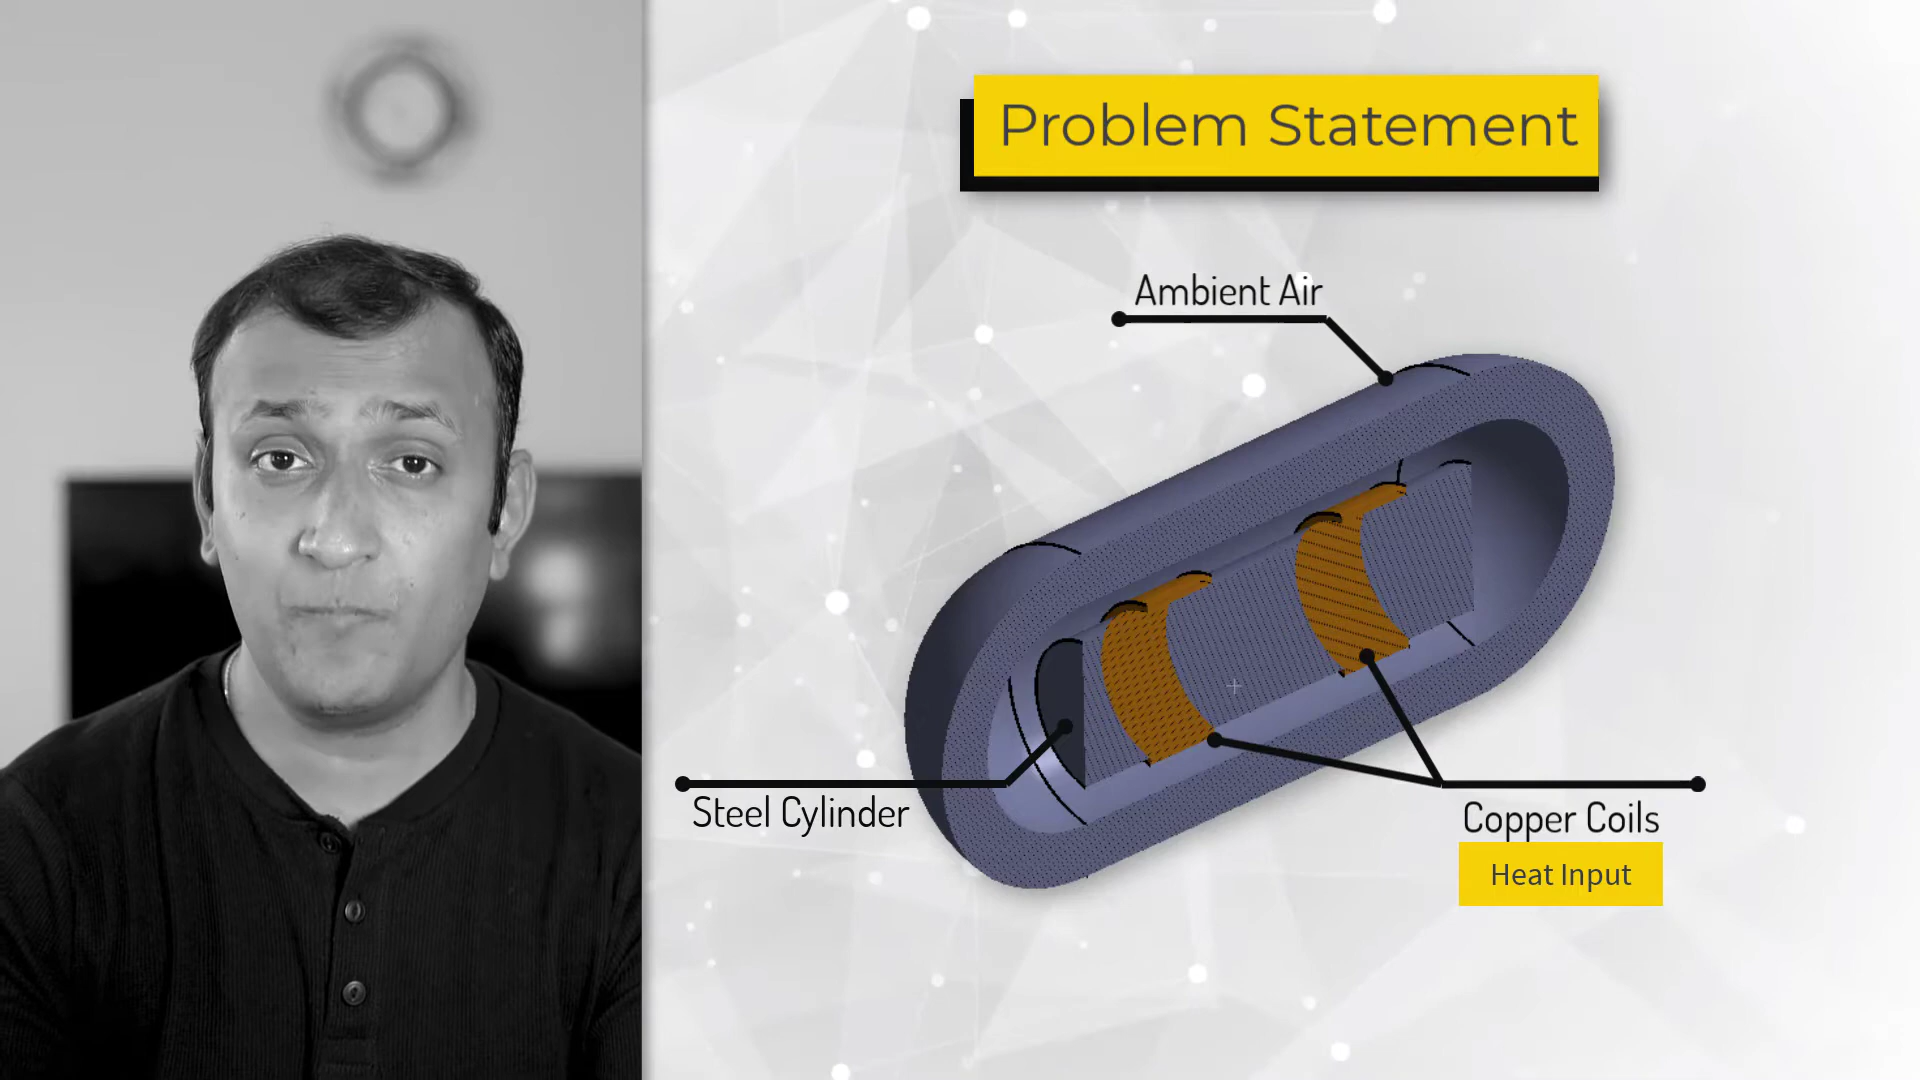 Problem Statement
Ambient Air
Steel Cylinder
Copper Coils
Heat Input